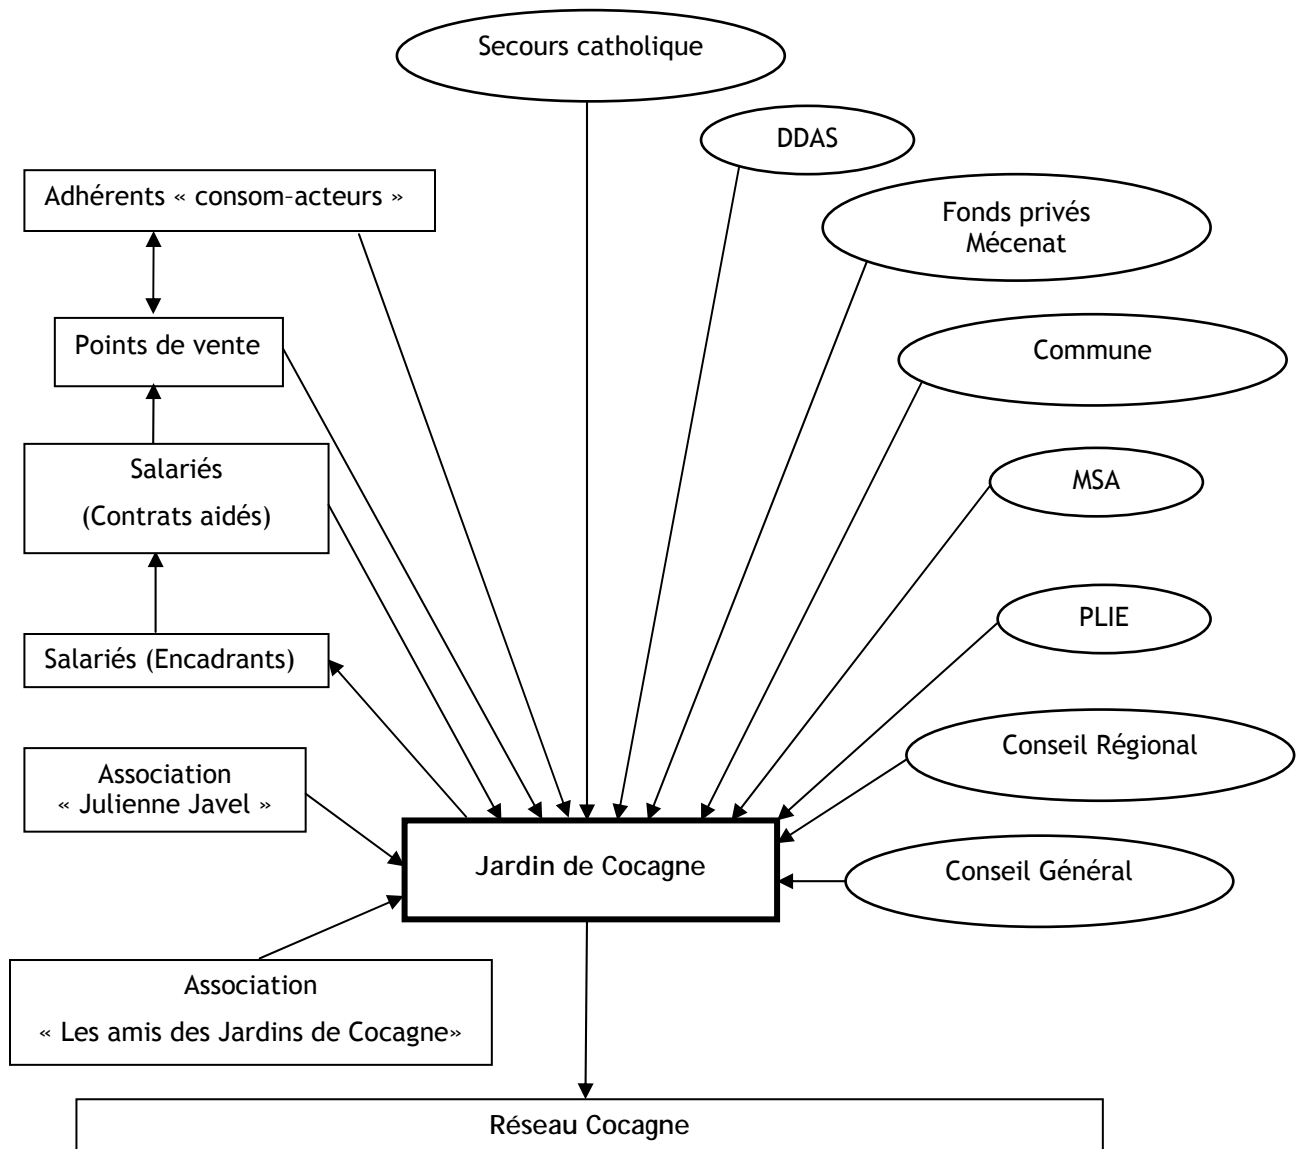 Secours catholique
DDAS
Adhérents « consom-acteurs »
Fonds privés
Mécenat
Points de vente
Commune
Salariés
(Contrats aidés)
MSA
PLIE
Salariés (Encadrants)
Conseil Régional
Association
« Julienne Javel »
Jardin de Cocagne
Conseil Général
Association
« Les amis des Jardins de Cocagne»
Réseau Cocagne